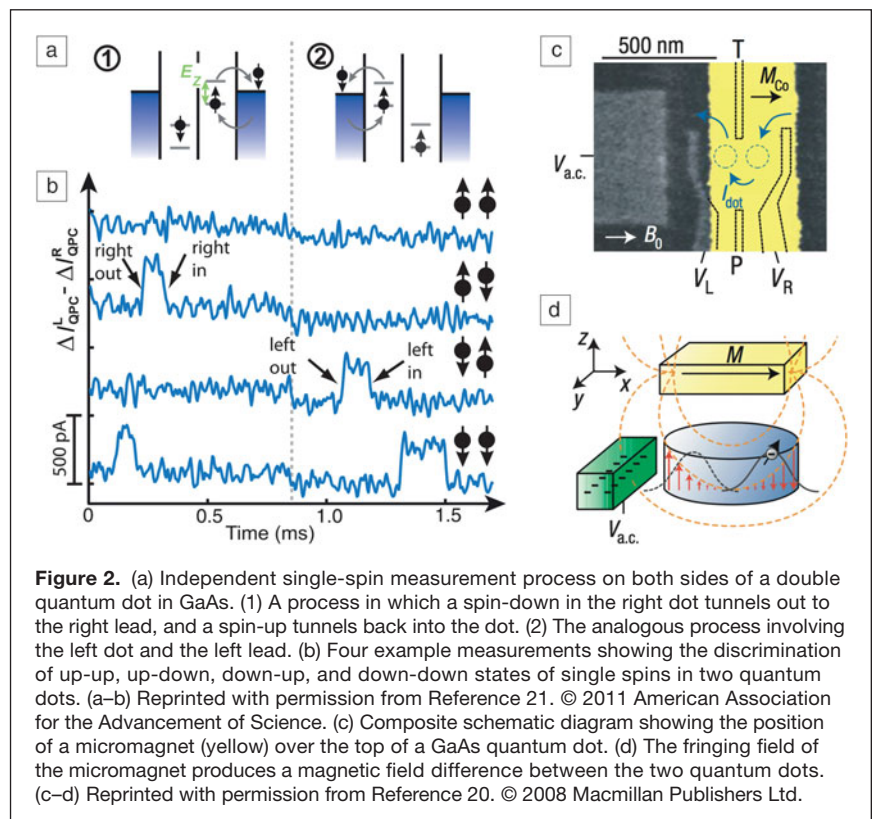 a
① ②
E_Z
b
ΔI^L_QPC - ΔI^R_QPC
right out
right in
left out
left in
500 pA
0 0.5 1.0 1.5
Time (ms)
c
500 nm
T
M_Co
V_a.c.
I_dot
B_0
V_L
P
V_R
d
z
y
x
M
V_a.c.
Figure 2. (a) Independent single-spin measurement process on both sides of a double
quantum dot in GaAs. (1) A process in which a spin-down in the right dot tunnels out to
the right lead, and a spin-up tunnels back into the dot. (2) The analogous process involving
the left dot and the left lead. (b) Four example measurements showing the discrimination
of up-up, up-down, down-up, and down-down states of single spins in two quantum
dots. (a–b) Reprinted with permission from Reference 21. © 2011 American Association
for the Advancement of Science. (c) Composite schematic diagram showing the position
of a micromagnet (yellow) over the top of a GaAs quantum dot. (d) The fringing field of
the micromagnet produces a magnetic field difference between the two quantum dots.
(c–d) Reprinted with permission from Reference 20. © 2008 Macmillan Publishers Ltd.